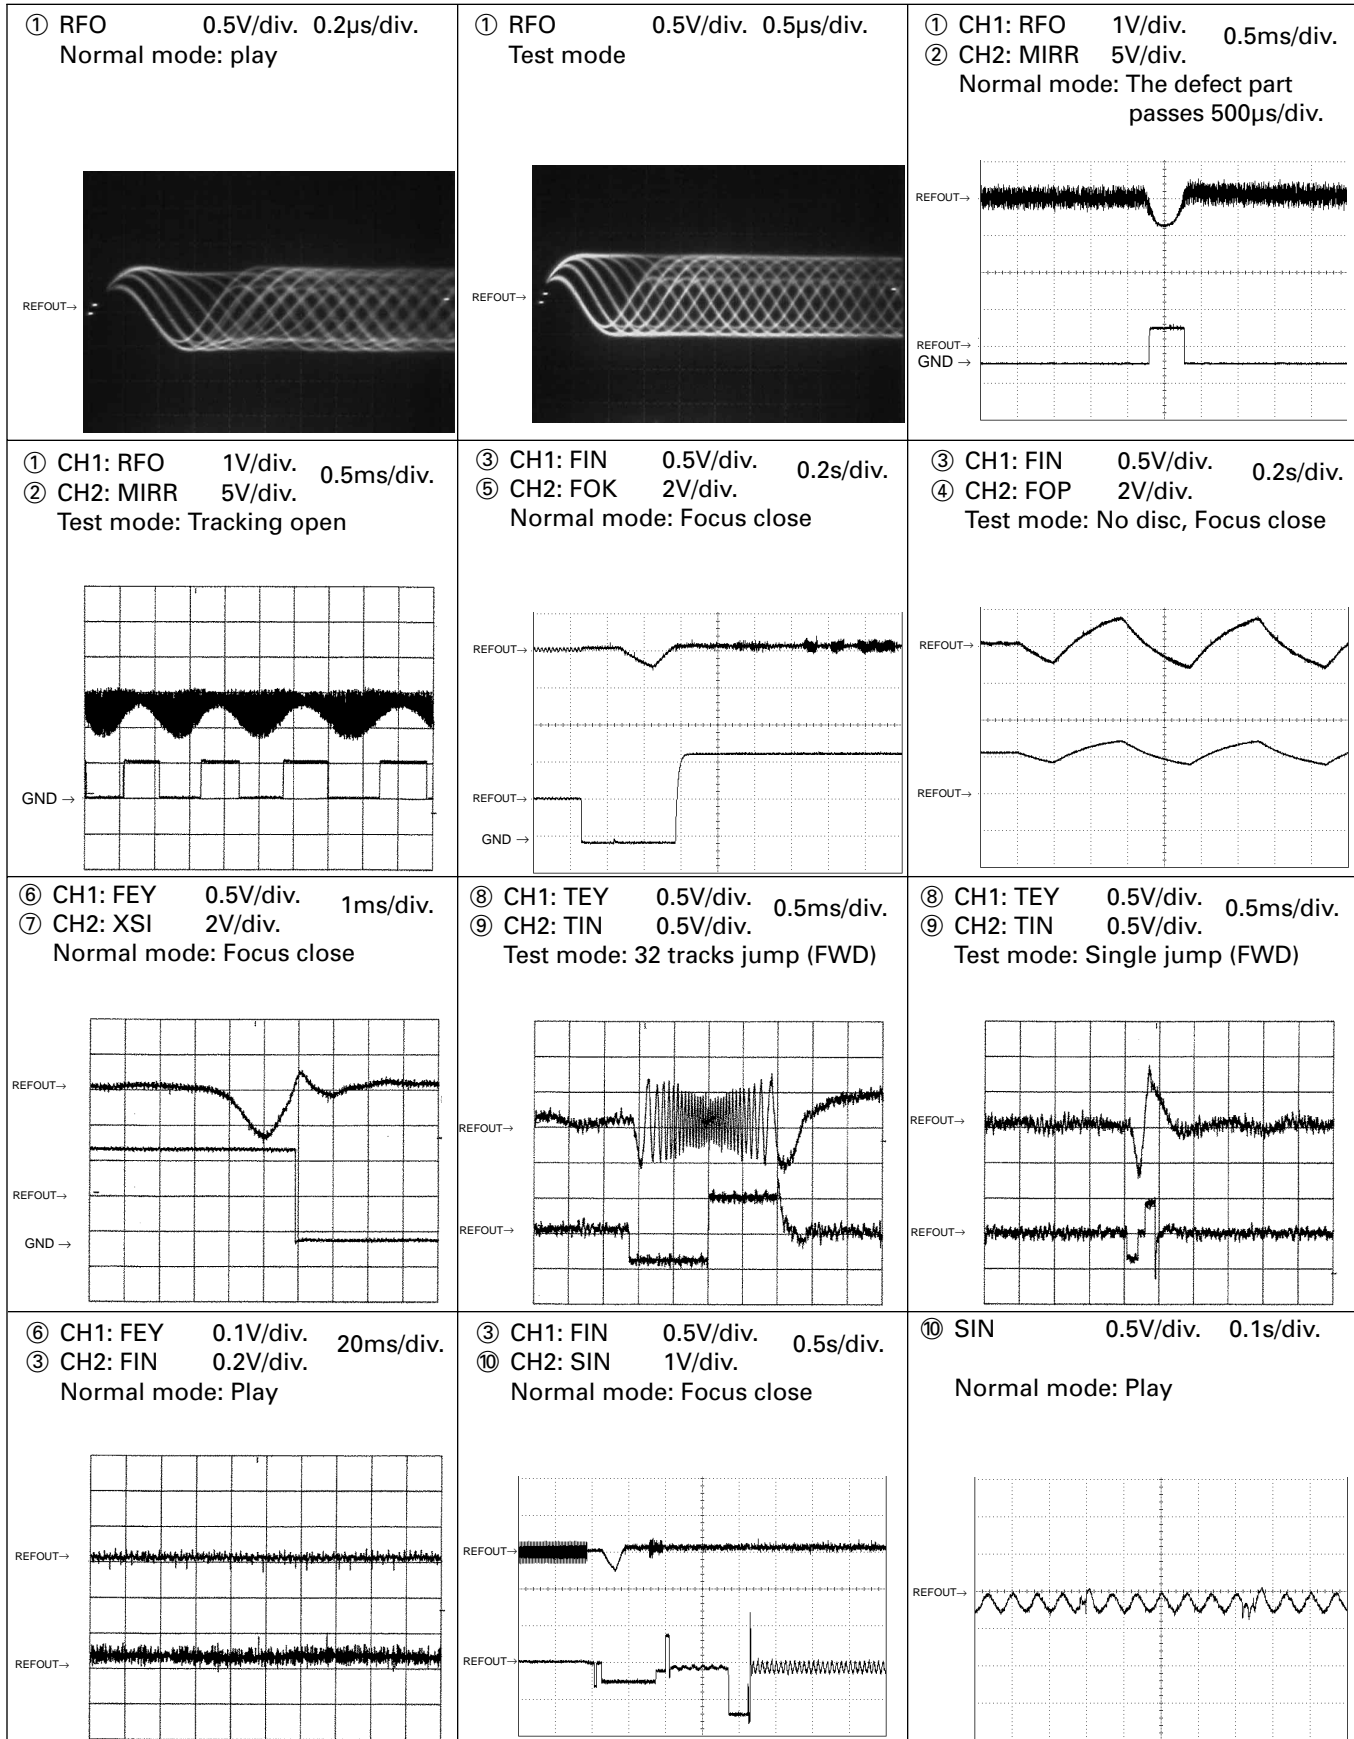 ① RFO 0.5V/div. 0.2µs/div.
Normal mode: play
REFOUT→
① RFO 0.5V/div. 0.5µs/div.
Test mode
REFOUT→
① CH1: RFO 1V/div. 0.5ms/div.
② CH2: MIRR 5V/div.
Normal mode: The defect part
passes 500µs/div.
REFOUT→
REFOUT→
GND →
① CH1: RFO 1V/div. 0.5ms/div.
② CH2: MIRR 5V/div.
Test mode: Tracking open
GND →
③ CH1: FIN 0.5V/div. 0.2s/div.
⑤ CH2: FOK 2V/div.
Normal mode: Focus close
REFOUT→
REFOUT→
GND →
③ CH1: FIN 0.5V/div. 0.2s/div.
④ CH2: FOP 2V/div.
Test mode: No disc, Focus close
REFOUT→
REFOUT→
⑥ CH1: FEY 0.5V/div. 1ms/div.
⑦ CH2: XSI 2V/div.
Normal mode: Focus close
REFOUT→
REFOUT→
GND →
⑧ CH1: TEY 0.5V/div. 0.5ms/div.
⑨ CH2: TIN 0.5V/div.
Test mode: 32 tracks jump (FWD)
REFOUT→
REFOUT→
⑧ CH1: TEY 0.5V/div. 0.5ms/div.
⑨ CH2: TIN 0.5V/div.
Test mode: Single jump (FWD)
REFOUT→
REFOUT→
⑥ CH1: FEY 0.1V/div. 20ms/div.
③ CH2: FIN 0.2V/div.
Normal mode: Play
REFOUT→
REFOUT→
③ CH1: FIN 0.5V/div. 0.5s/div.
⑩ CH2: SIN 1V/div.
Normal mode: Focus close
REFOUT→
REFOUT→
⑩ SIN 0.5V/div. 0.1s/div.
Normal mode: Play
REFOUT→